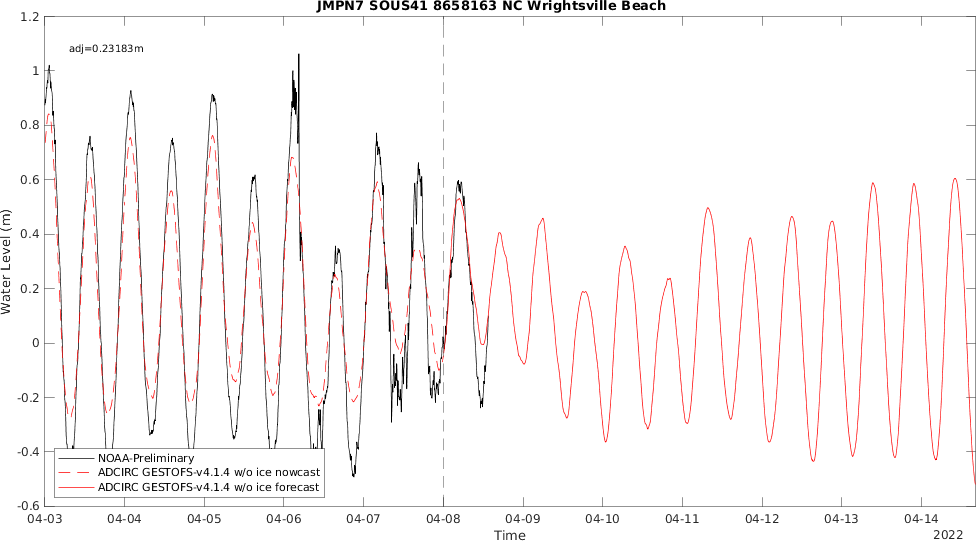 JMPN7 SOUS41 8658163 NC Wrightsville Beach
adj=0.23183m
1.2
1
0.8
0.6
0.4
0.2
0
-0.2
-0.4
-0.6
Water Level (m)
NOAA-Preliminary
ADCIRC GESTOFS-v4.1.4 w/o ice nowcast
ADCIRC GESTOFS-v4.1.4 w/o ice forecast
04-03 04-04 04-05 04-06 04-07 04-08 04-09 04-10 04-11 04-12 04-13 04-14
Time
2022